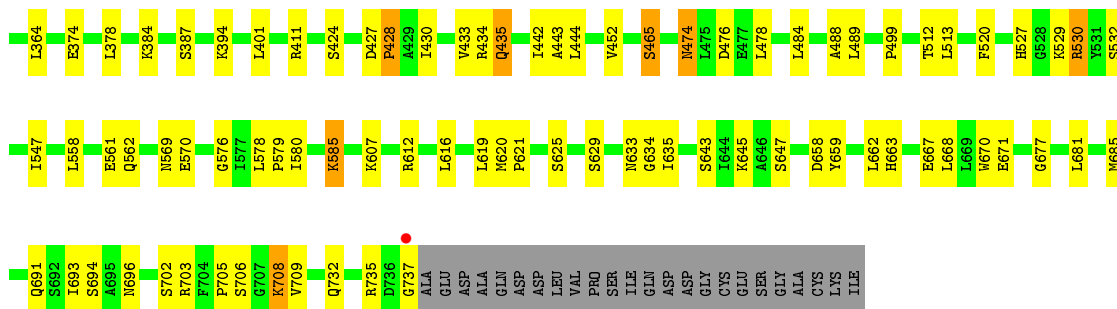 L364 E374 L378 K384 S387 K394 L401 R411 S424 D427 P428 A429 I430 V433 R434 Q435 I442 A443 L444 V452 S465 N474 L475 D476 E477 L478 L484 A488 L489 P499 T512 L513 F520 H527 G528 K529 R530 Y531 S532
I547 L558 E561 Q562 N569 E570 G576 I577 L578 P579 I580 K585 K607 R612 L616 L619 M620 P621 S625 S629 N633 G634 I635 S643 I644 K645 A646 S647 D658 Y659 L662 H663 E667 L668 L669 W670 E671 G677 L681 M685
Q691 S692 I693 S694 A695 N696 S702 R703 F704 P705 S706 G707 K708 V709 Q732 R735 D736 G737 ALA GLU ASP ALA GLN ASP ASP LEU VAL PRO SER ILE GLN ASP ASP GLY CYS GLU SER GLY ALA CYS LYS ILE